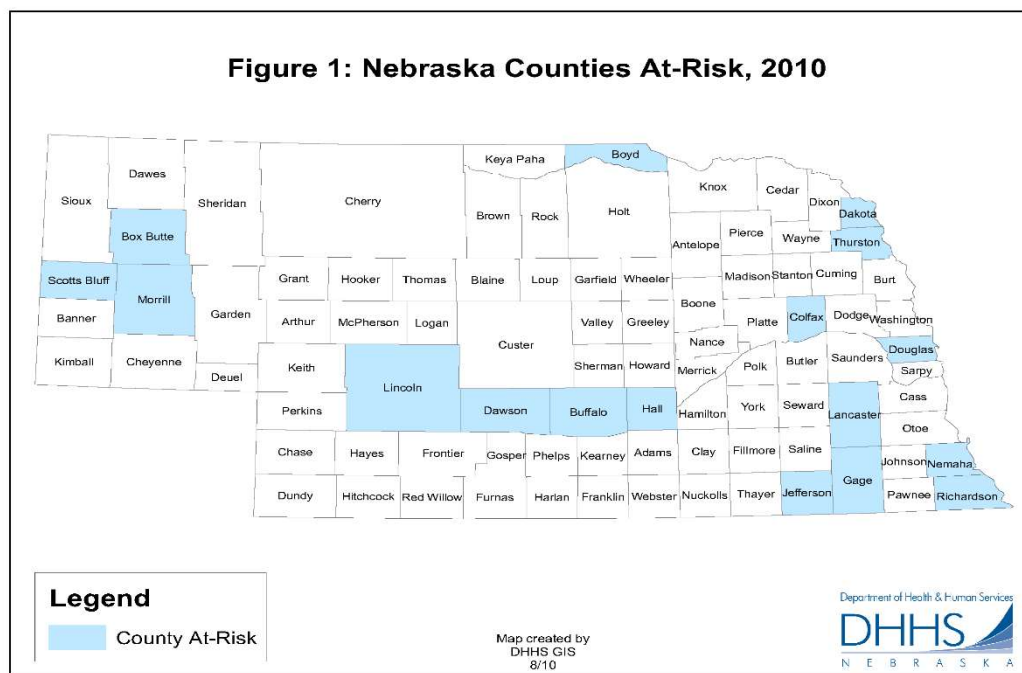 Figure 1: Nebraska Counties At-Risk, 2010
Keya Paha
Boyd
Dawes
Sioux
Sheridan
Cherry
Brown
Rock
Holt
Knox
Cedar
Dixon
Dakota
Box Butte
Antelope
Pierce
Wayne
Thurston
Scotts Bluff
Morrill
Garden
Grant
Hooker
Thomas
Blaine
Loup
Garfield
Wheeler
Madison
Stanton
Cuming
Burt
Banner
Arthur
McPherson
Logan
Custer
Valley
Greeley
Boone
Platte
Colfax
Dodge
Washington
Kimball
Cheyenne
Deuel
Keith
Lincoln
Sherman
Howard
Nance
Merrick
Polk
Butler
Saunders
Douglas
Sarpy
Perkins
Dawson
Buffalo
Hall
Hamilton
York
Seward
Lancaster
Cass
Otoe
Chase
Hayes
Frontier
Gosper
Phelps
Kearney
Adams
Clay
Fillmore
Saline
Gage
Johnson
Nemaha
Dundy
Hitchcock
Red Willow
Furnas
Harlan
Franklin
Webster
Nuckolls
Thayer
Jefferson
Pawnee
Richardson
Legend
County At-Risk
Map created by
DHHS GIS
8/10
Department of Health & Human Services
DHHS
NEBRASKA